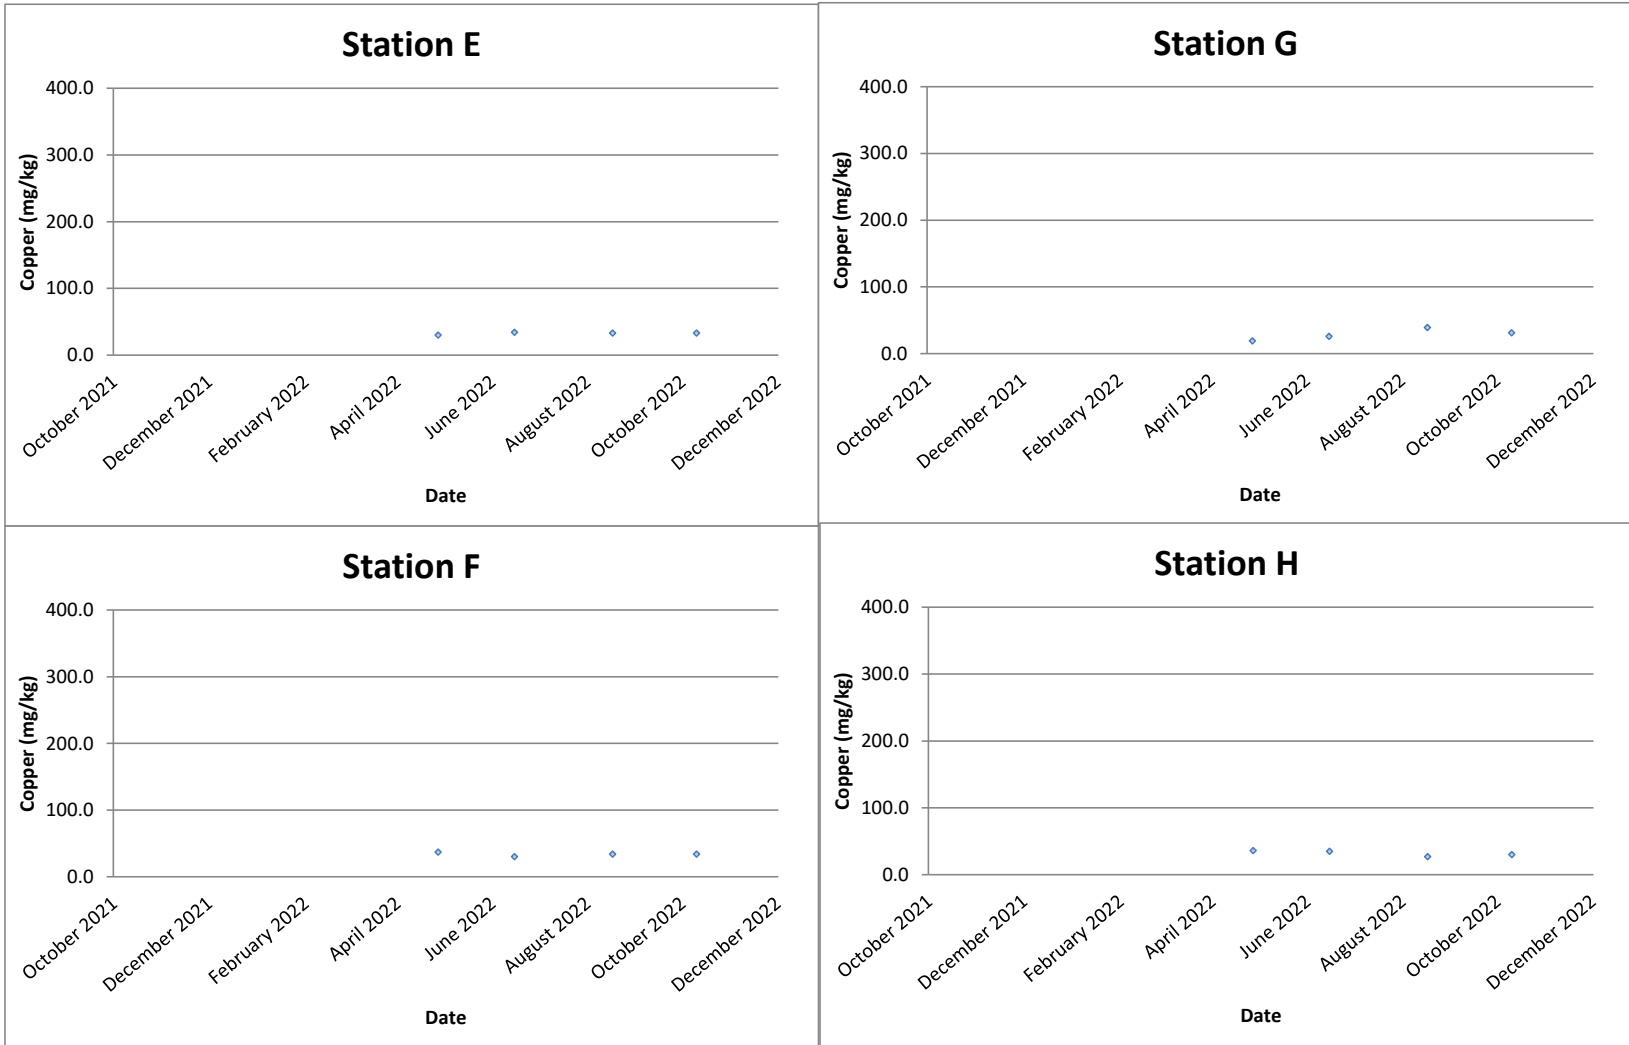 Station E
400.0
300.0
200.0
100.0
0.0
Copper (mg/kg)
October 2021
December 2021
February 2022
April 2022
June 2022
August 2022
October 2022
December 2022
Date
Station G
400.0
300.0
200.0
100.0
0.0
Copper (mg/kg)
October 2021
December 2021
February 2022
April 2022
June 2022
August 2022
October 2022
December 2022
Date
Station F
400.0
300.0
200.0
100.0
0.0
Copper (mg/kg)
October 2021
December 2021
February 2022
April 2022
June 2022
August 2022
October 2022
December 2022
Date
Station H
400.0
300.0
200.0
100.0
0.0
Copper (mg/kg)
October 2021
December 2021
February 2022
April 2022
June 2022
August 2022
October 2022
December 2022
Date